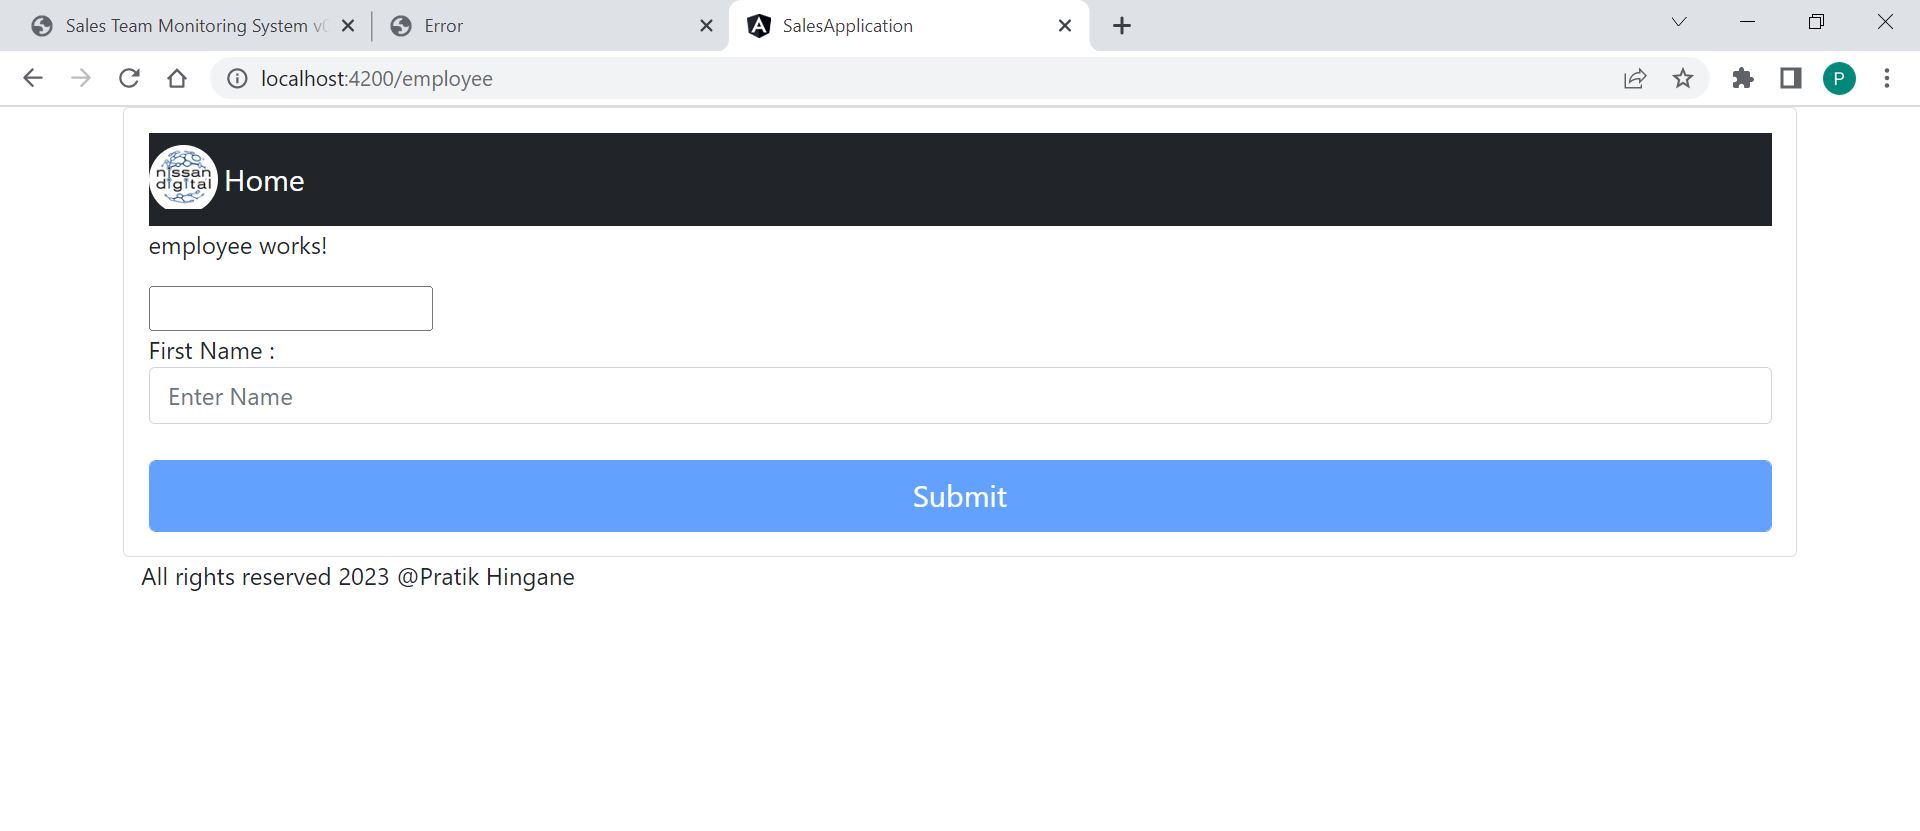 Sales Team Monitoring System v
Error
SalesApplication
localhost:4200/employee
P
nissan
digital
Home
employee works!
First Name :
Enter Name
Submit
All rights reserved 2023 @Pratik Hingane